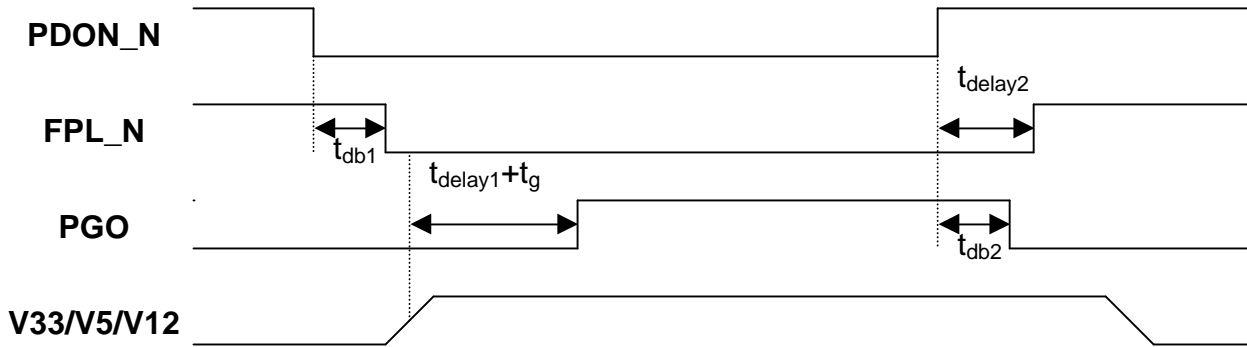 PDON_N
tdelay2
FPL_N
tdb1
tdelay1+tg
PGO
tdb2
V33/V5/V12